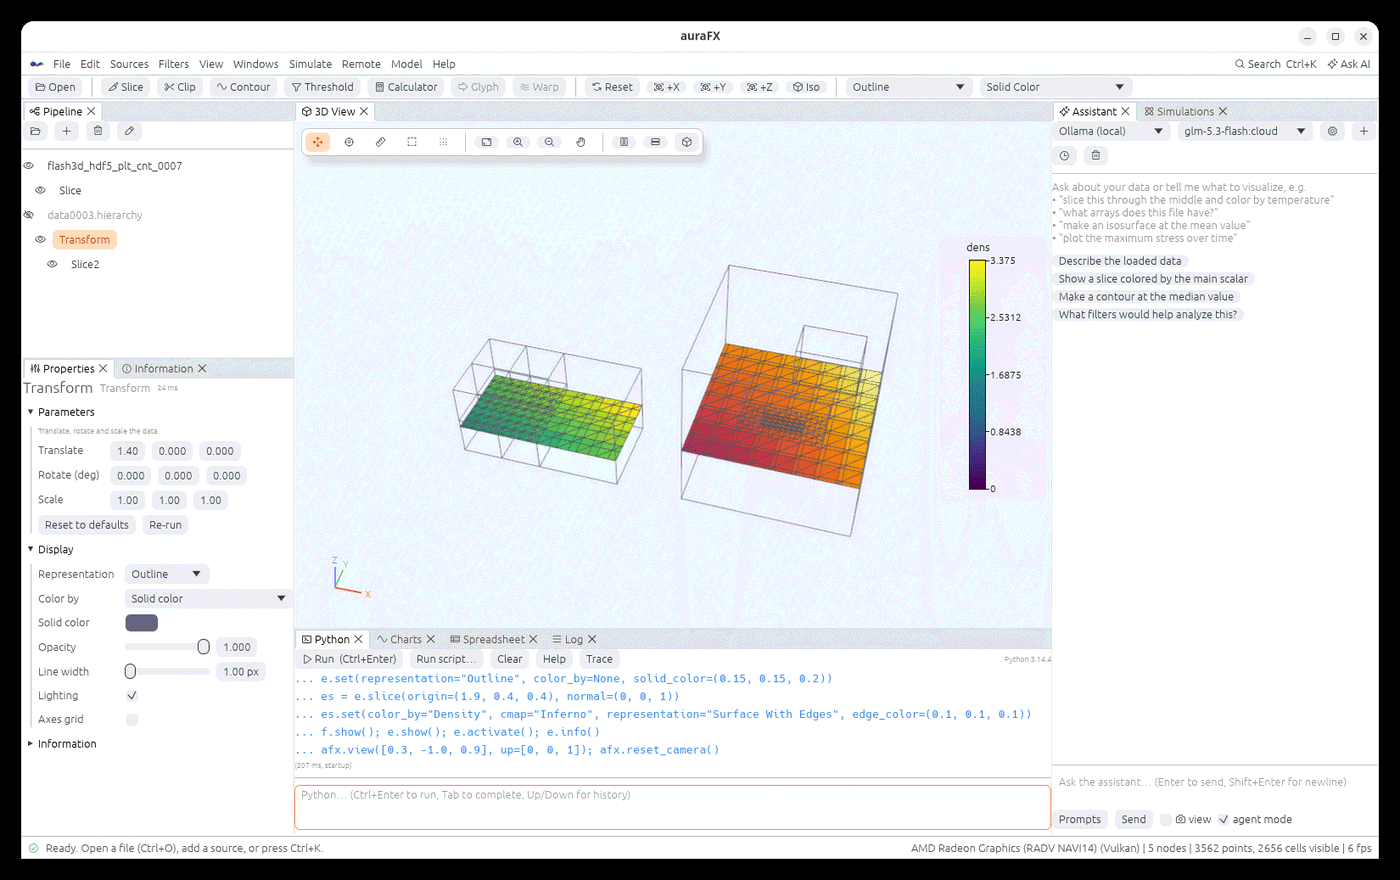 auraFX
File Edit Sources Filters View Windows Simulate Remote Model Help
Search Ctrl+K Ask AI
Open Slice Clip Contour Threshold Calculator Glyph Warp Reset +X +Y +Z Iso Outline Solid Color
Pipeline
flash3d_hdf5_plt_cnt_0007
Slice
data0003.hierarchy
Transform
Slice2
Properties Information
Transform Transform 24 ms
Parameters
Translate, rotate and scale the data.
Translate 1.40 0.000 0.000
Rotate (deg) 0.000 0.000 0.000
Scale 1.00 1.00 1.00
Reset to defaults Re-run
Display
Representation Outline
Color by Solid color
Solid color
Opacity 1.000
Line width 1.00 px
Lighting
Axes grid
Information
3D View
dens
3.375
2.5312
1.6875
0.8438
0
Z
Y
X
Python Charts Spreadsheet Log
Run (Ctrl+Enter) Run script... Clear Help Trace Python 3.14.4
... e.set(representation="Outline", color_by=None, solid_color=(0.15, 0.15, 0.2))
... es = e.slice(origin=(1.9, 0.4, 0.4), normal=(0, 0, 1))
... es.set(color_by="Density", cmap="Inferno", representation="Surface With Edges", edge_color=(0.1, 0.1, 0.1))
... f.show(); e.show(); e.activate(); e.info()
... afx.view([0.3, -1.0, 0.9], up=[0, 0, 1]); afx.reset_camera()
(207 ms, startup)
Python... (Ctrl+Enter to run, Tab to complete, Up/Down for history)
Assistant Simulations
Ollama (local) glm-5.3-flash:cloud
Ask about your data or tell me what to visualize, e.g.
• "slice this through the middle and color by temperature"
• "what arrays does this file have?"
• "make an isosurface at the mean value"
• "plot the maximum stress over time"
Describe the loaded data
Show a slice colored by the main scalar
Make a contour at the median value
What filters would help analyze this?
Ask the assistant... (Enter to send, Shift+Enter for newline)
Prompts Send view agent mode
Ready. Open a file (Ctrl+O), add a source, or press Ctrl+K.
AMD Radeon Graphics (RADV NAVI14) (Vulkan) | 5 nodes | 3562 points, 2656 cells visible | 6 fps